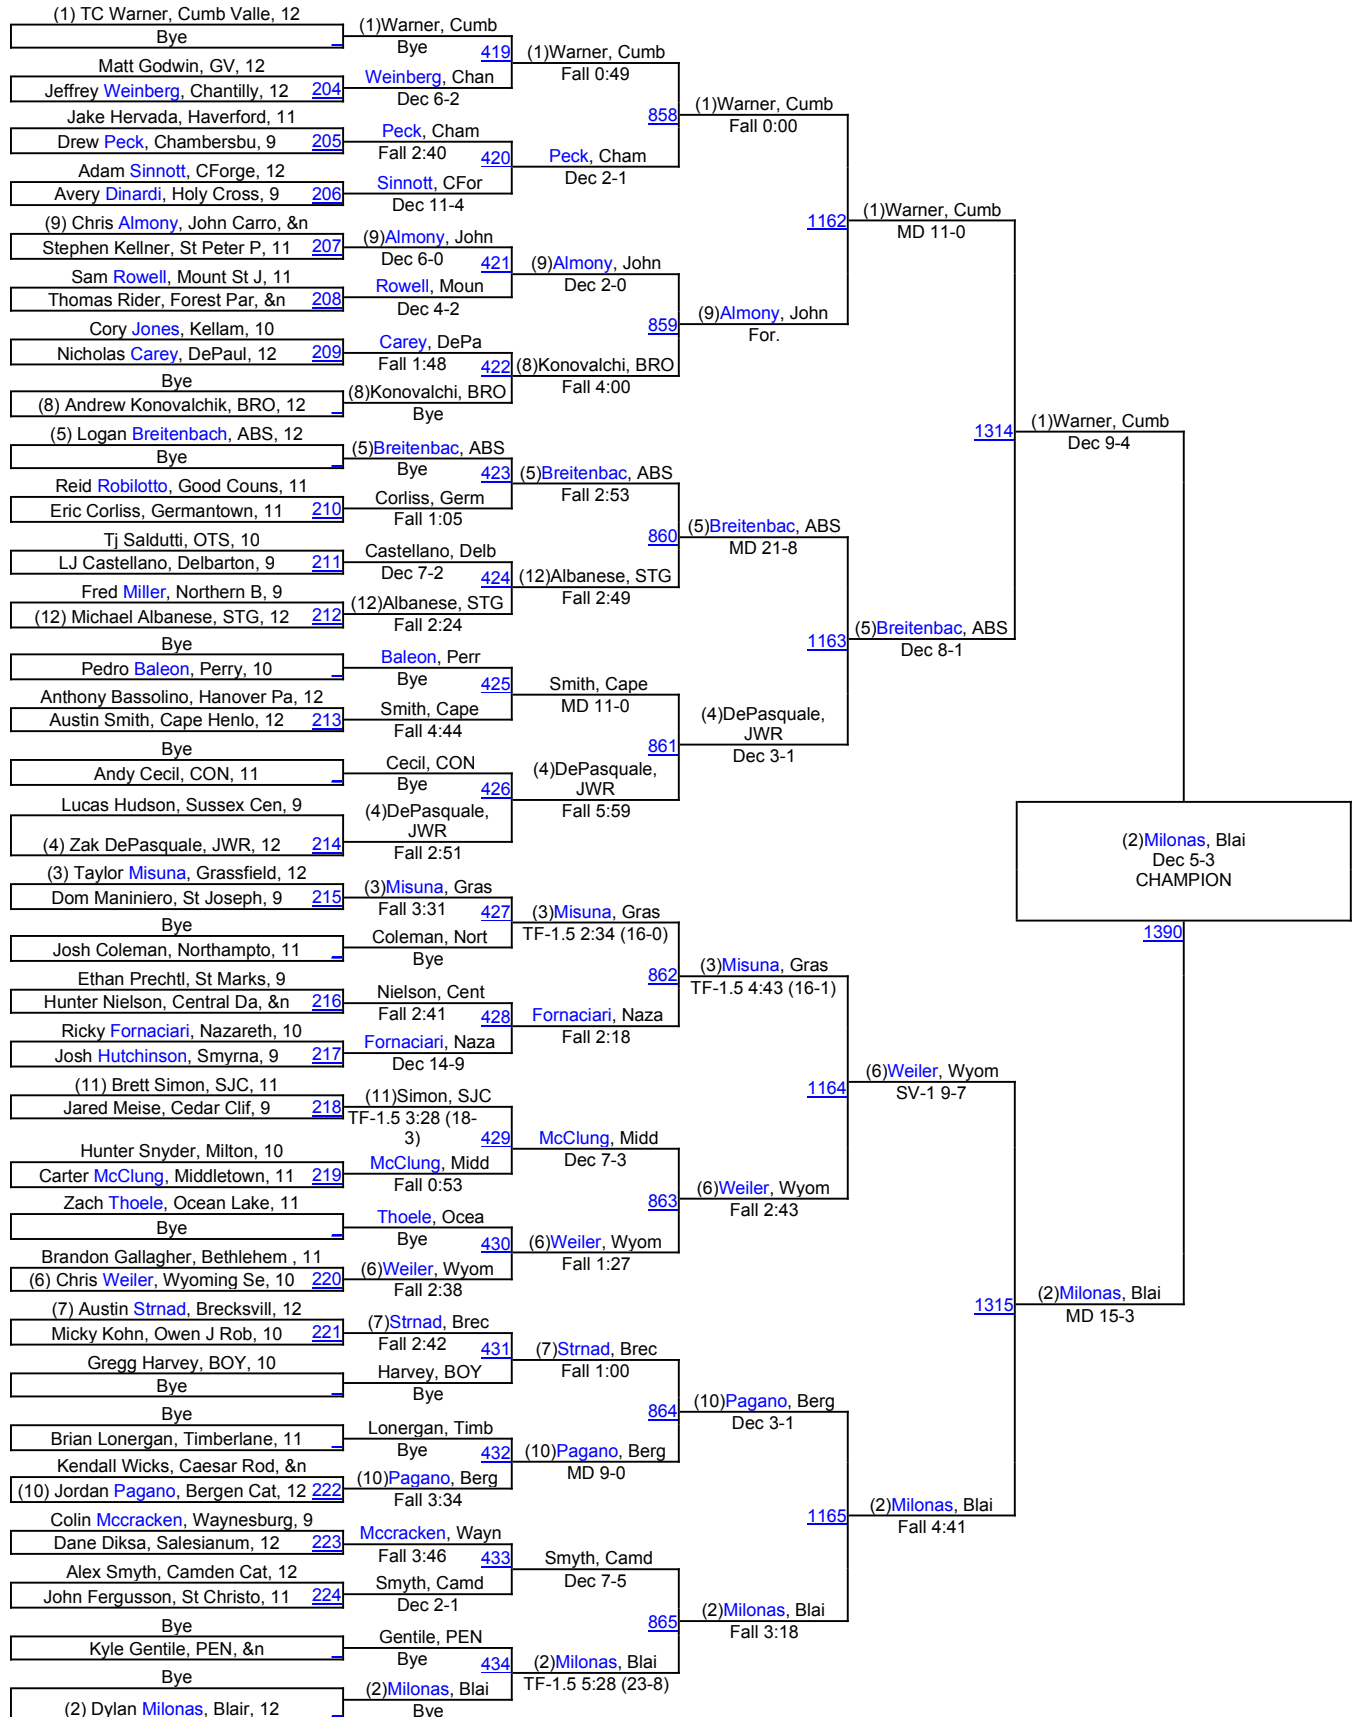 (1) TC Warner, Cumb Valle, 12
Bye
(1)Warner, Cumb
Bye
419
(1)Warner, Cumb
Fall 0:49
Matt Godwin, GV, 12
Jeffrey Weinberg, Chantilly, 12 204
Weinberg, Chan
Dec 6-2
858
(1)Warner, Cumb
Fall 0:00
Jake Hervada, Haverford, 11
Drew Peck, Chambersbu, 9 205
Peck, Cham
Fall 2:40
420
Peck, Cham
Dec 2-1
Adam Sinnott, CForge, 12
Avery Dinardi, Holy Cross, 9 206
Sinnott, CFor
Dec 11-4
1162
(1)Warner, Cumb
MD 11-0
(9) Chris Almony, John Carro, &n
Stephen Kellner, St Peter P, 11 207
(9)Almony, John
Dec 6-0
421
(9)Almony, John
Dec 2-0
Sam Rowell, Mount St J, 11
Thomas Rider, Forest Par, &n 208
Rowell, Moun
Dec 4-2
859
(9)Almony, John
For.
Cory Jones, Kellam, 10
Nicholas Carey, DePaul, 12 209
Carey, DePa
Fall 1:48
422
(8)Konovalchi, BRO
Fall 4:00
Bye
(8) Andrew Konovalchik, BRO, 12
(8)Konovalchi, BRO
Bye
1314
(1)Warner, Cumb
Dec 9-4
(5) Logan Breitenbach, ABS, 12
Bye
(5)Breitenbac, ABS
Bye
423
(5)Breitenbac, ABS
Fall 2:53
Reid Robilotto, Good Couns, 11
Eric Corliss, Germantown, 11 210
Corliss, Germ
Fall 1:05
860
(5)Breitenbac, ABS
MD 21-8
Tj Saldutti, OTS, 10
LJ Castellano, Delbarton, 9 211
Castellano, Delb
Dec 7-2
424
(12)Albanese, STG
Fall 2:49
Fred Miller, Northern B, 9
(12) Michael Albanese, STG, 12 212
(12)Albanese, STG
Fall 2:24
1163
(5)Breitenbac, ABS
Dec 8-1
Bye
Pedro Baleon, Perry, 10
Baleon, Perr
Bye
425
Smith, Cape
MD 11-0
Anthony Bassolino, Hanover Pa, 12
Austin Smith, Cape Henlo, 12 213
Smith, Cape
Fall 4:44
861
(4)DePasquale,
JWR
Dec 3-1
Bye
Andy Cecil, CON, 11
Cecil, CON
Bye
426
(4)DePasquale,
JWR
Fall 5:59
Lucas Hudson, Sussex Cen, 9
(4) Zak DePasquale, JWR, 12 214
(4)DePasquale,
JWR
Fall 2:51
(2)Milonas, Blai
Dec 5-3
CHAMPION
1390
(3) Taylor Misuna, Grassfield, 12
Dom Maniniero, St Joseph, 9 215
(3)Misuna, Gras
Fall 3:31
427
(3)Misuna, Gras
TF-1.5 2:34 (16-0)
Bye
Josh Coleman, Northampto, 11
Coleman, Nort
Bye
862
(3)Misuna, Gras
TF-1.5 4:43 (16-1)
Ethan Prechtl, St Marks, 9
Hunter Nielson, Central Da, &n 216
Nielson, Cent
Fall 2:41
428
Fornaciari, Naza
Fall 2:18
Ricky Fornaciari, Nazareth, 10
Josh Hutchinson, Smyrna, 9 217
Fornaciari, Naza
Dec 14-9
1164
(6)Weiler, Wyom
SV-1 9-7
(11) Brett Simon, SJC, 11
Jared Meise, Cedar Clif, 9 218
(11)Simon, SJC
TF-1.5 3:28 (18-
3)
429
McClung, Midd
Dec 7-3
Hunter Snyder, Milton, 10
Carter McClung, Middletown, 11 219
McClung, Midd
Fall 0:53
863
(6)Weiler, Wyom
Fall 2:43
Zach Thoele, Ocean Lake, 11
Bye
Thoele, Ocea
Bye
430
(6)Weiler, Wyom
Fall 1:27
Brandon Gallagher, Bethlehem , 11
(6) Chris Weiler, Wyoming Se, 10 220
(6)Weiler, Wyom
Fall 2:38
1315
(2)Milonas, Blai
MD 15-3
(7) Austin Strnad, Brecksvill, 12
Micky Kohn, Owen J Rob, 10 221
(7)Strnad, Brec
Fall 2:42
431
(7)Strnad, Brec
Fall 1:00
Gregg Harvey, BOY, 10
Bye
Harvey, BOY
Bye
864
(10)Pagano, Berg
Dec 3-1
Bye
Brian Lonergan, Timberlane, 11
Lonergan, Timb
Bye
432
(10)Pagano, Berg
MD 9-0
Kendall Wicks, Caesar Rod, &n
(10) Jordan Pagano, Bergen Cat, 12 222
(10)Pagano, Berg
Fall 3:34
1165
(2)Milonas, Blai
Fall 4:41
Colin Mccracken, Waynesburg, 9
Dane Diksa, Salesianum, 12 223
Mccracken, Wayn
Fall 3:46
433
Smyth, Camd
Dec 7-5
Alex Smyth, Camden Cat, 12
John Fergusson, St Christo, 11 224
Smyth, Camd
Dec 2-1
865
(2)Milonas, Blai
Fall 3:18
Bye
Kyle Gentile, PEN, &n
Gentile, PEN
Bye
434
(2)Milonas, Blai
TF-1.5 5:28 (23-8)
Bye
(2) Dylan Milonas, Blair, 12
(2)Milonas, Blai
Bye